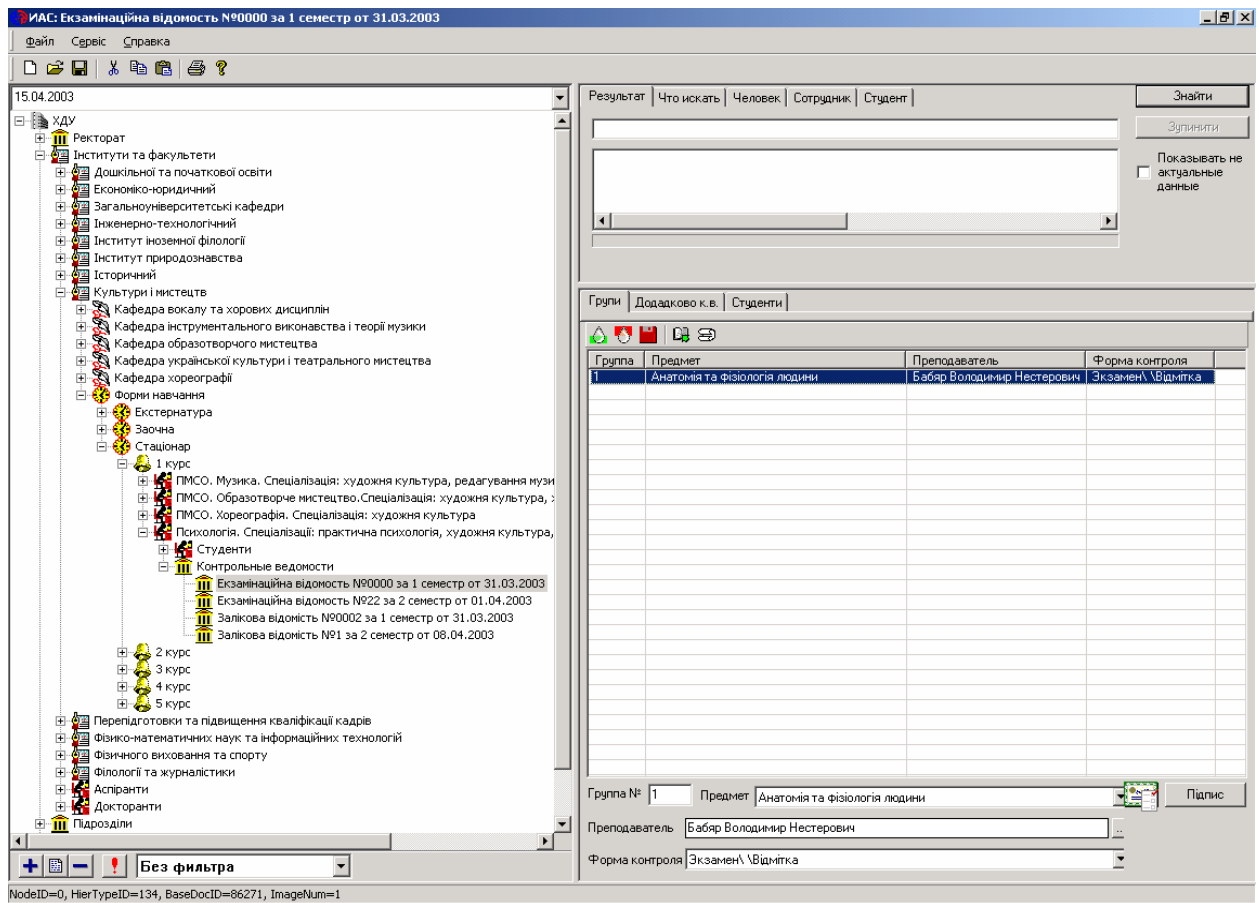 ИАС: Екзамінаційна відомость №0000 за 1 семестр от 31.03.2003
Файл Сервіс Справка
15.04.2003
ХДУ
Ректорат
Інститути та факультети
Дошкільної та початкової освіти
Економіко-юридичний
Загальноуніверситетські кафедри
Інженерно-технологічний
Інститут іноземної філології
Інститут природознавства
Історичний
Культури і мистецтв
Кафедра вокалу та хорових дисциплін
Кафедра інструментального виконавства і теорії музики
Кафедра образотворчого мистецтва
Кафедра української культури і театрального мистецтва
Кафедра хореографії
Форми навчання
Екстернатура
Заочна
Стаціонар
1 курс
ПМСО. Музика. Спеціалізація: художня культура, редагування музи
ПМСО. Образотворче мистецтво.Спеціалізація: художня культура,
ПМСО. Хореографія. Спеціалізація: художня культура
Психологія. Спеціалізації: практична психологія, художня культура,
Студенти
Контрольные ведомости
Екзамінаційна відомость №0000 за 1 семестр от 31.03.2003
Екзамінаційна відомость №22 за 2 семестр от 01.04.2003
Залікова відомість №0002 за 1 семестр от 31.03.2003
Залікова відомість №1 за 2 семестр от 08.04.2003
2 курс
3 курс
4 курс
5 курс
Перепідготовки та підвищення кваліфікації кадрів
Фізико-математичних наук та інформаційних технологій
Фізичного виховання та спорту
Філології та журналістики
Аспіранти
Докторанти
Підрозділи
Без фильтра
NodeID=0, HierTypeID=134, BaseDocID=86271, ImageNum=1
Результат Что искать Человек Сотрудник Студент
Знайти
Зупинити
Показывать не
актуальные
данные
Групи Додадково к.в. Студенти
Группа Предмет Преподаватель Форма контроля
1 Анатомія та фізіологія людини Бабяр Володимир Нестерович Экзамен\ \Відмітка
Группа № 1 Предмет Анатомія та фізіологія людини Підпис
Преподаватель Бабяр Володимир Нестерович ..
Форма контроля Экзамен\ \Відмітка